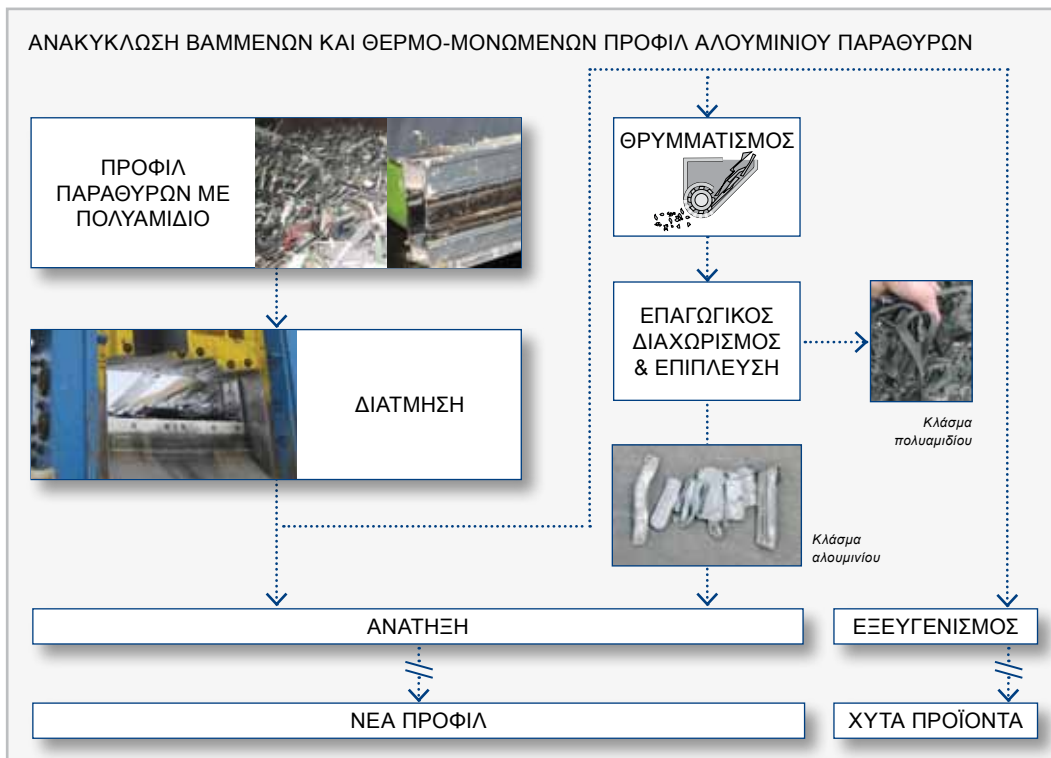 ΑΝΑΚΥΚΛΩΣΗ ΒΑΜΜΕΝΩΝ ΚΑΙ ΘΕΡΜΟ-ΜΟΝΩΜΕΝΩΝ ΠΡΟΦΙΛ ΑΛΟΥΜΙΝΙΟΥ ΠΑΡΑΘΥΡΩΝ
ΠΡΟΦΙΛ
ΠΑΡΑΘΥΡΩΝ ΜΕ
ΠΟΛΥΑΜΙΔΙΟ
ΔΙΑΤΜΗΣΗ
ΘΡΥΜΜΑΤΙΣΜΟΣ
ΕΠΑΓΩΓΙΚΟΣ
ΔΙΑΧΩΡΙΣΜΟΣ
& ΕΠΙΠΛΕΥΣΗ
Κλάσμα
πολυαμιδίου
Κλάσμα
αλουμινίου
ΑΝΑΤΗΞΗ
ΕΞΕΥΓΕΝΙΣΜΟΣ
ΝΕΑ ΠΡΟΦΙΛ
ΧΥΤΑ ΠΡΟΪΟΝΤΑ